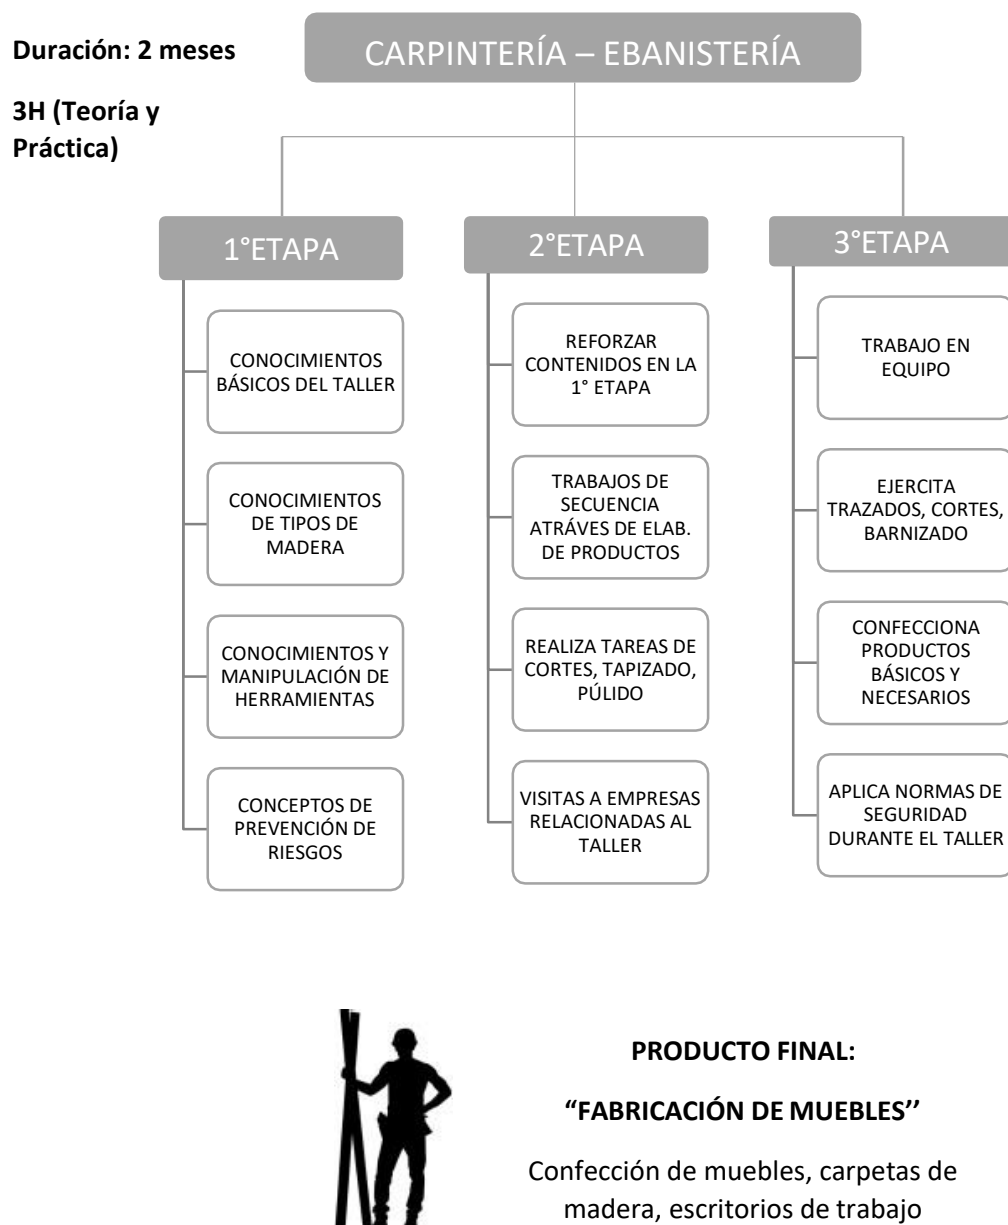 Duración: 2 meses
3H (Teoría y
Práctica)
CARPINTERÍA – EBANISTERÍA
1°ETAPA
CONOCIMIENTOS
BÁSICOS DEL TALLER
CONOCIMIENTOS
DE TIPOS DE
MADERA
CONOCIMIENTOS Y
MANIPULACIÓN DE
HERRAMIENTAS
CONCEPTOS DE
PREVENCIÓN DE
RIESGOS
2°ETAPA
REFORZAR
CONTENIDOS EN LA
1° ETAPA
TRABAJOS DE
SECUENCIA
ATRÁVES DE ELAB.
DE PRODUCTOS
REALIZA TAREAS DE
CORTES, TAPIZADO,
PÚLIDO
VISITAS A EMPRESAS
RELACIONADAS AL
TALLER
3°ETAPA
TRABAJO EN
EQUIPO
EJERCITA
TRAZADOS, CORTES,
BARNIZADO
CONFECCIONA
PRODUCTOS
BÁSICOS Y
NECESARIOS
APLICA NORMAS DE
SEGURIDAD
DURANTE EL TALLER
PRODUCTO FINAL:
“FABRICACIÓN DE MUEBLES’’
Confección de muebles, carpetas de
madera, escritorios de trabajo